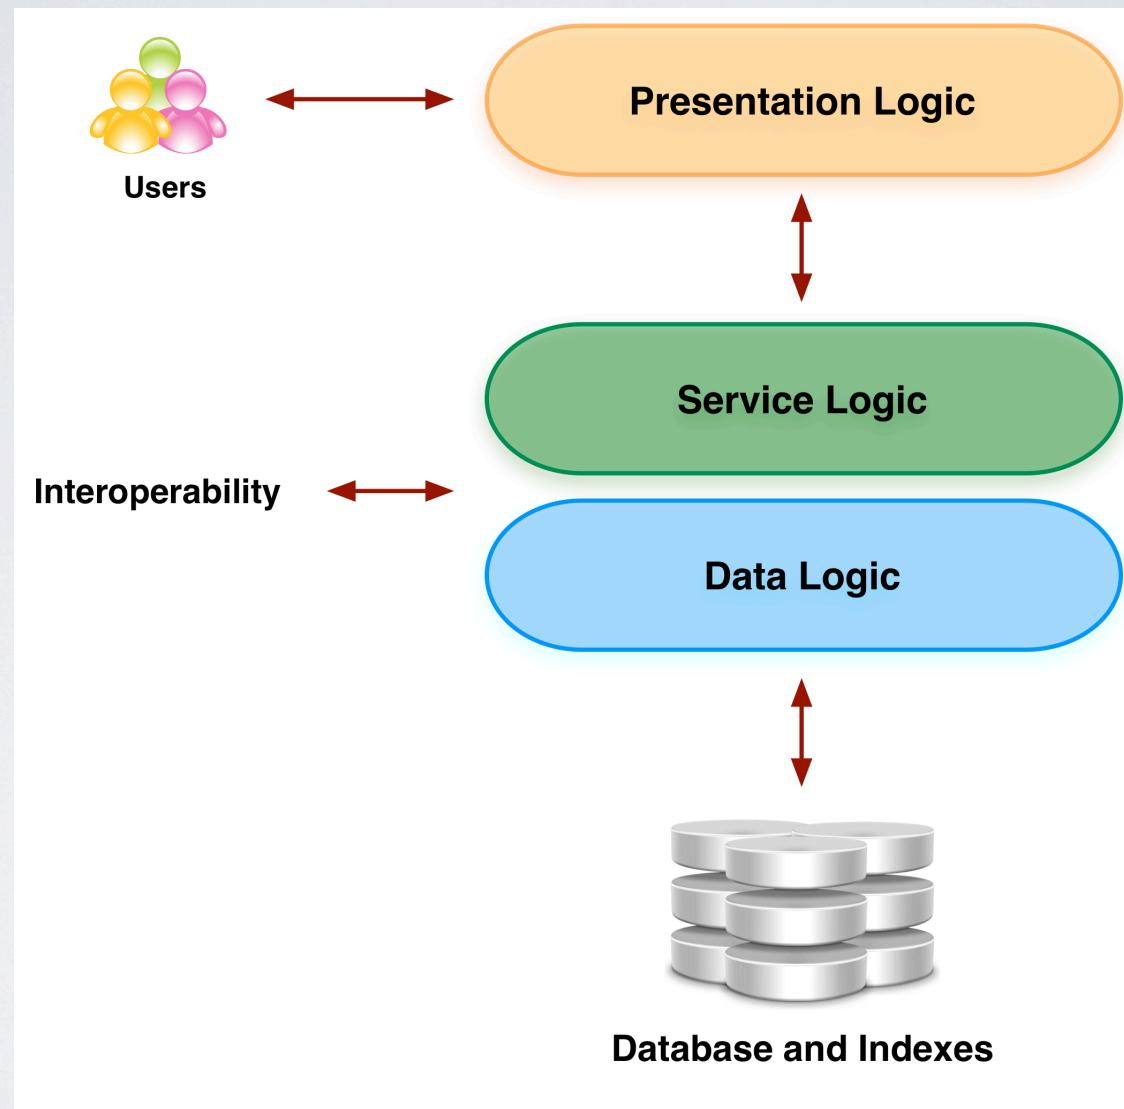 Presentation Logic
Users
Service Logic
Interoperability
Data Logic
Database and Indexes